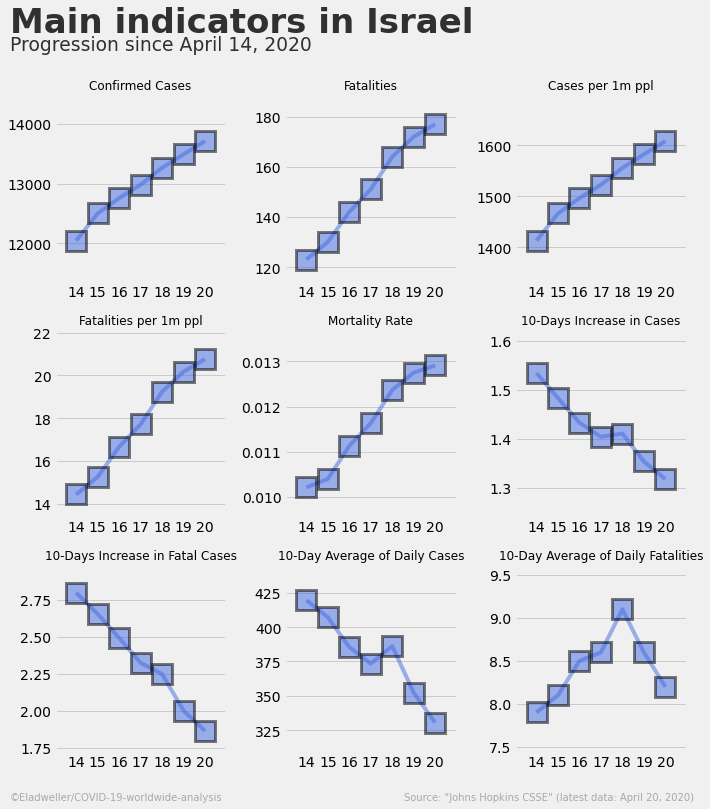 Main indicators in Israel
Progression since April 14, 2020
Confirmed Cases
14000
13000
12000
14 15 16 17 18 19 20
Fatalities
180
160
140
120
14 15 16 17 18 19 20
Cases per 1m ppl
1600
1500
1400
14 15 16 17 18 19 20
Fatalities per 1m ppl
22
20
18
16
14
14 15 16 17 18 19 20
Mortality Rate
0.013
0.012
0.011
0.010
14 15 16 17 18 19 20
10-Days Increase in Cases
1.6
1.5
1.4
1.3
14 15 16 17 18 19 20
10-Days Increase in Fatal Cases
2.75
2.50
2.25
2.00
1.75
14 15 16 17 18 19 20
10-Day Average of Daily Cases
425
400
375
350
325
14 15 16 17 18 19 20
10-Day Average of Daily Fatalities
9.5
9.0
8.5
8.0
7.5
14 15 16 17 18 19 20
©Eladweller/COVID-19-worldwide-analysis
Source: "Johns Hopkins CSSE" (latest data: April 20, 2020)